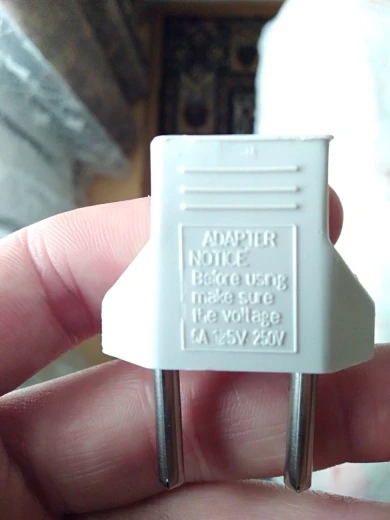 ADAPTER
NOTICE
Before using
make sure
the voltage
6A 125V 250V